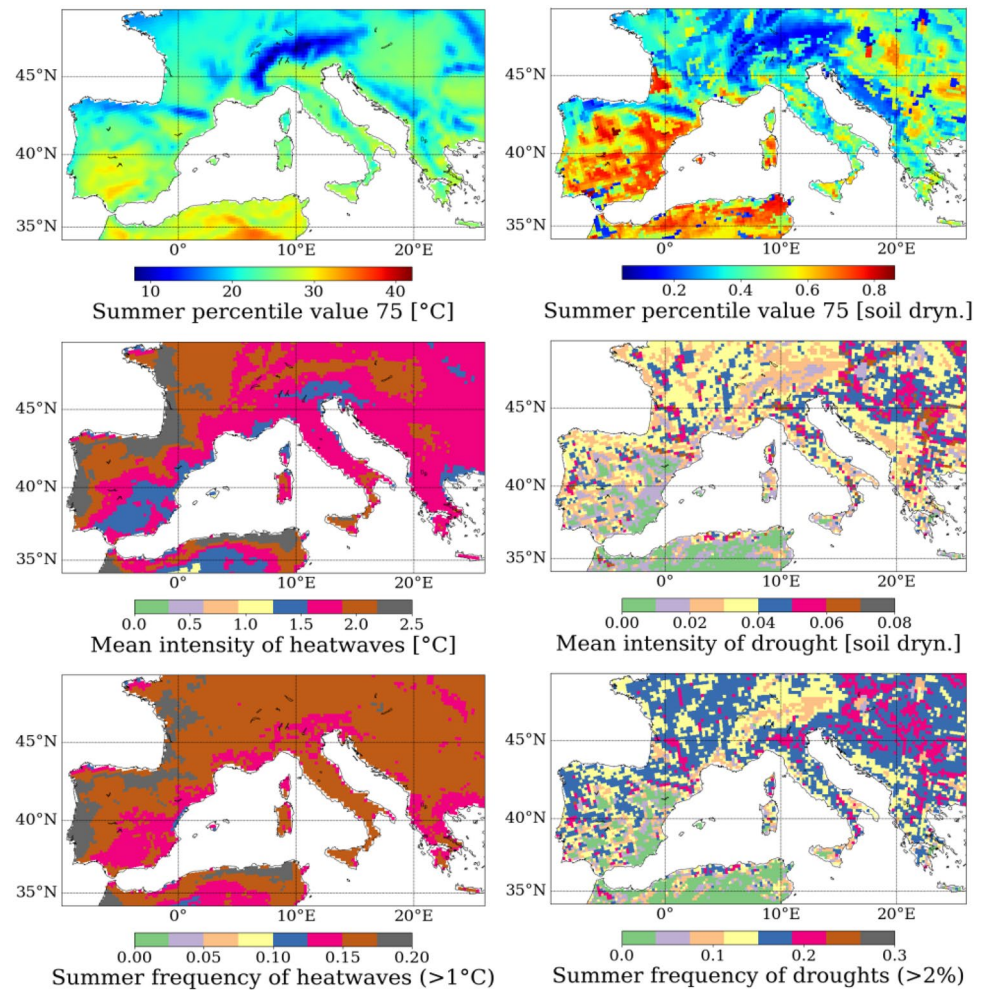 45°N
40°N
35°N
0° 10°E 20°E
10 20 30 40
Summer percentile value 75 [°C]
45°N
40°N
35°N
0° 10°E 20°E
0.2 0.4 0.6 0.8
Summer percentile value 75 [soil dryn.]
45°N
40°N
35°N
0° 10°E 20°E
0.0 0.5 1.0 1.5 2.0 2.5
Mean intensity of heatwaves [°C]
45°N
40°N
35°N
0° 10°E 20°E
0.00 0.02 0.04 0.06 0.08
Mean intensity of drought [soil dryn.]
45°N
40°N
35°N
0° 10°E 20°E
0.00 0.05 0.10 0.15 0.20
Summer frequency of heatwaves (>1°C)
45°N
40°N
35°N
0° 10°E 20°E
0.0 0.1 0.2 0.3
Summer frequency of droughts (>2%)